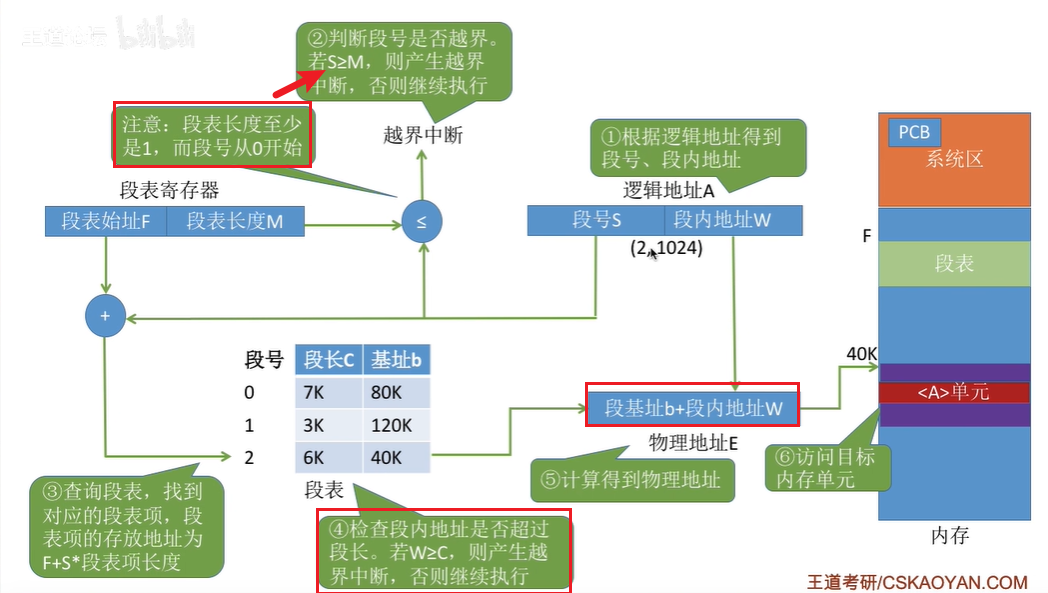 王道论坛 bilibili
②判断段号是否越界。
若S≥M，则产生越界
中断，否则继续执行
注意：段表长度至少
是1，而段号从0开始
越界中断
①根据逻辑地址得到
段号、段内地址
PCB
系统区
段表寄存器
逻辑地址A
段表始址F 段表长度M
≤
段号S 段内地址W
(2, 1024)
F
段表
+
40K
段号 段长C 基址b
0 7K 80K
1 3K 120K
2 6K 40K
<A>单元
段基址b+段内地址W
物理地址E
⑥访问目标
内存单元
⑤计算得到物理地址
③查询段表，找到
对应的段表项，段
表项的存放地址为
F+S*段表项长度
段表
④检查段内地址是否超过
段长。若W≥C，则产生越
界中断，否则继续执行
内存
王道考研/CSKAOYAN.COM